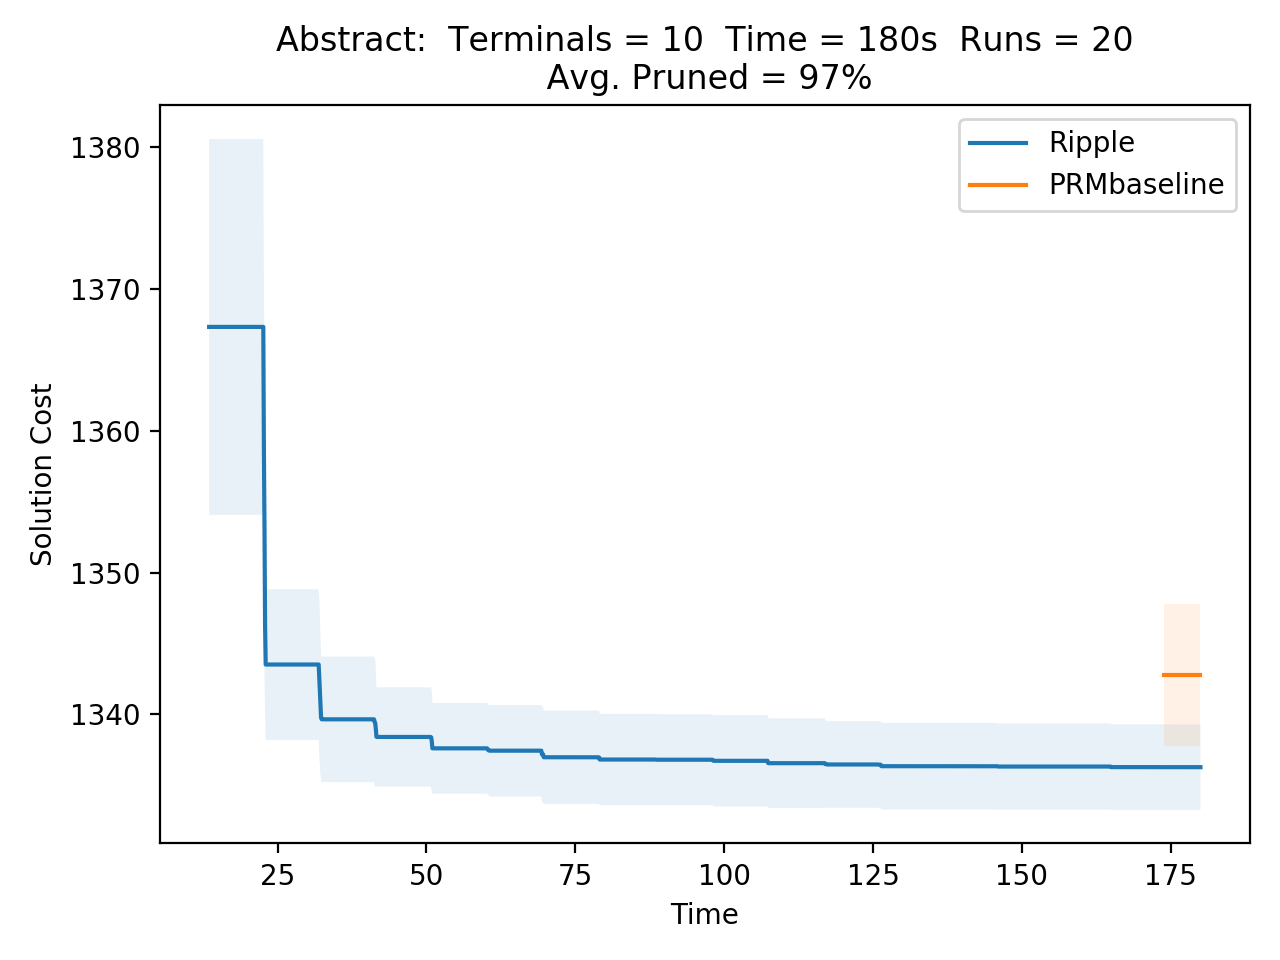 Abstract:  Terminals = 10  Time = 180s  Runs = 20
Avg. Pruned = 97%
Ripple
PRMbaseline
1380
1370
1360
1350
1340
Solution Cost
25
50
75
100
125
150
175
Time